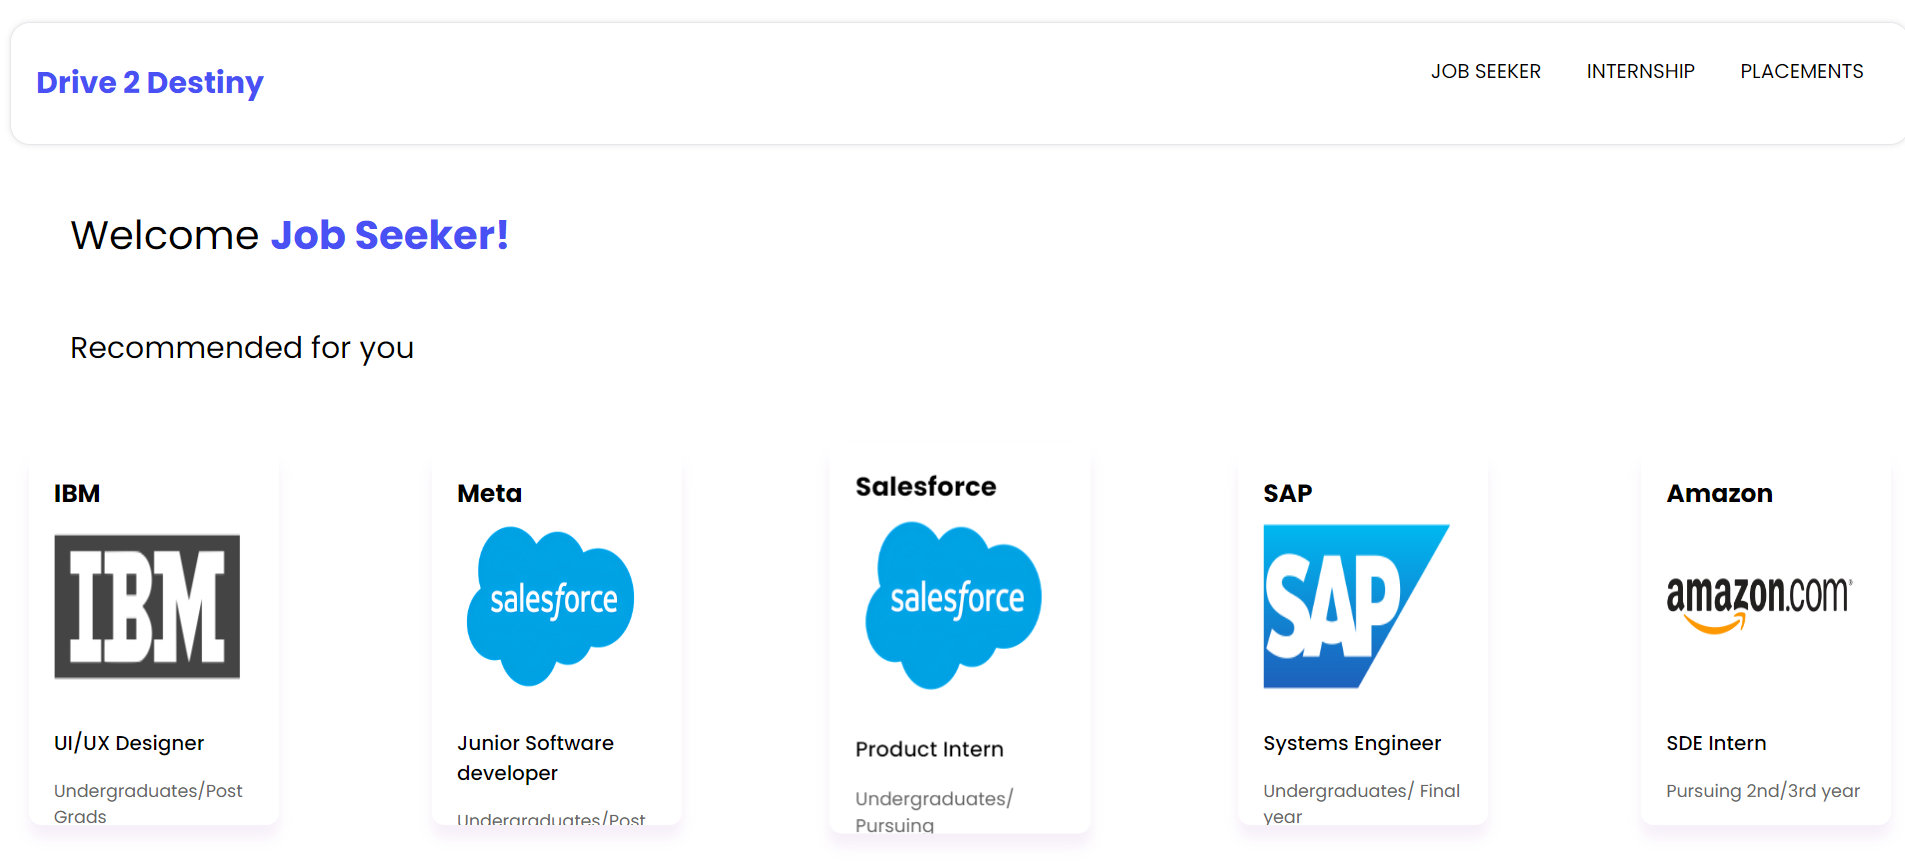 Drive 2 Destiny
JOB SEEKER INTERNSHIP PLACEMENTS
Welcome Job Seeker!
Recommended for you
IBM
IBM
UI/UX Designer
Undergraduates/Post
Grads
Meta
salesforce
Junior Software
developer
Undergraduates/Post
Salesforce
salesforce
Product Intern
Undergraduates/
Pursuing
SAP
SAP
Systems Engineer
Undergraduates/ Final
year
Amazon
amazon.com®
SDE Intern
Pursuing 2nd/3rd year